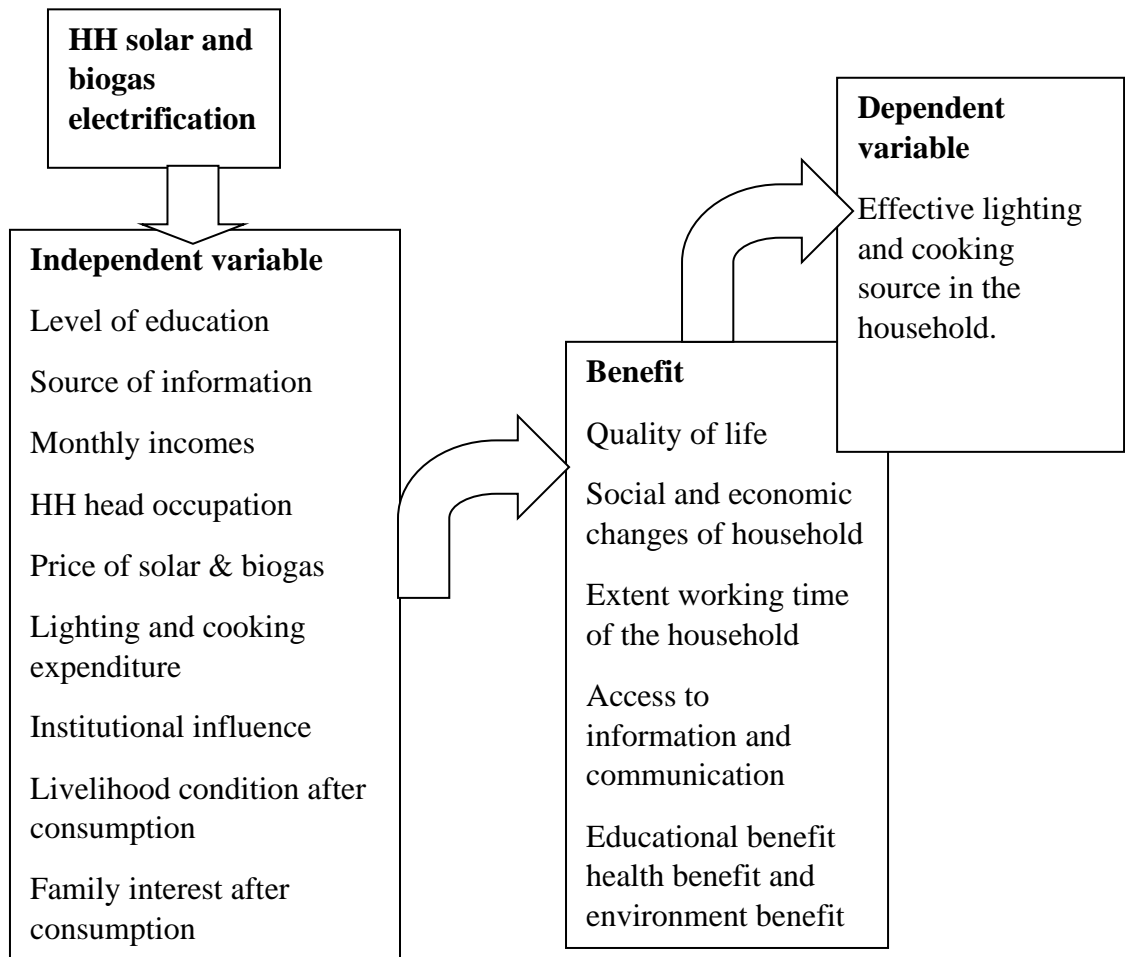 HH solar and
biogas
electrification
Independent variable
Level of education
Source of information
Monthly incomes
HH head occupation
Price of solar & biogas
Lighting and cooking
expenditure
Institutional influence
Livelihood condition after
consumption
Family interest after
consumption
Benefit
Quality of life
Social and economic
changes of household
Extent working time
of the household
Access to
information and
communication
Educational benefit
health benefit and
environment benefit
Dependent
variable
Effective lighting
and cooking
source in the
household.